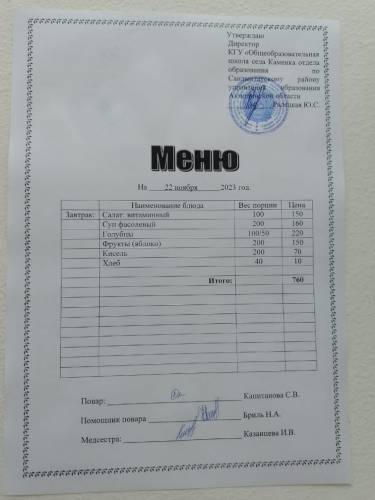 Утверждаю
Директор
КГУ «Общеобразовательная
школа села Каменка отдела
образования по
Сандыктаускому району
управления образования
Акмолинской области
Радецкая Ю.С.
Меню
На 22 ноября 2023 год.
Наименование блюда Вес порции Цена
Завтрак: Салат витаминный 100 150
Суп фасолевый 200 160
Голубцы 100/50 220
Фрукты (яблоко) 200 150
Кисель 200 70
Хлеб 40 10
Итого: 760
Повар: Капитанова С.В.
Помощник повара Бриль Н.А.
Медсестра: Казанцева И.В.